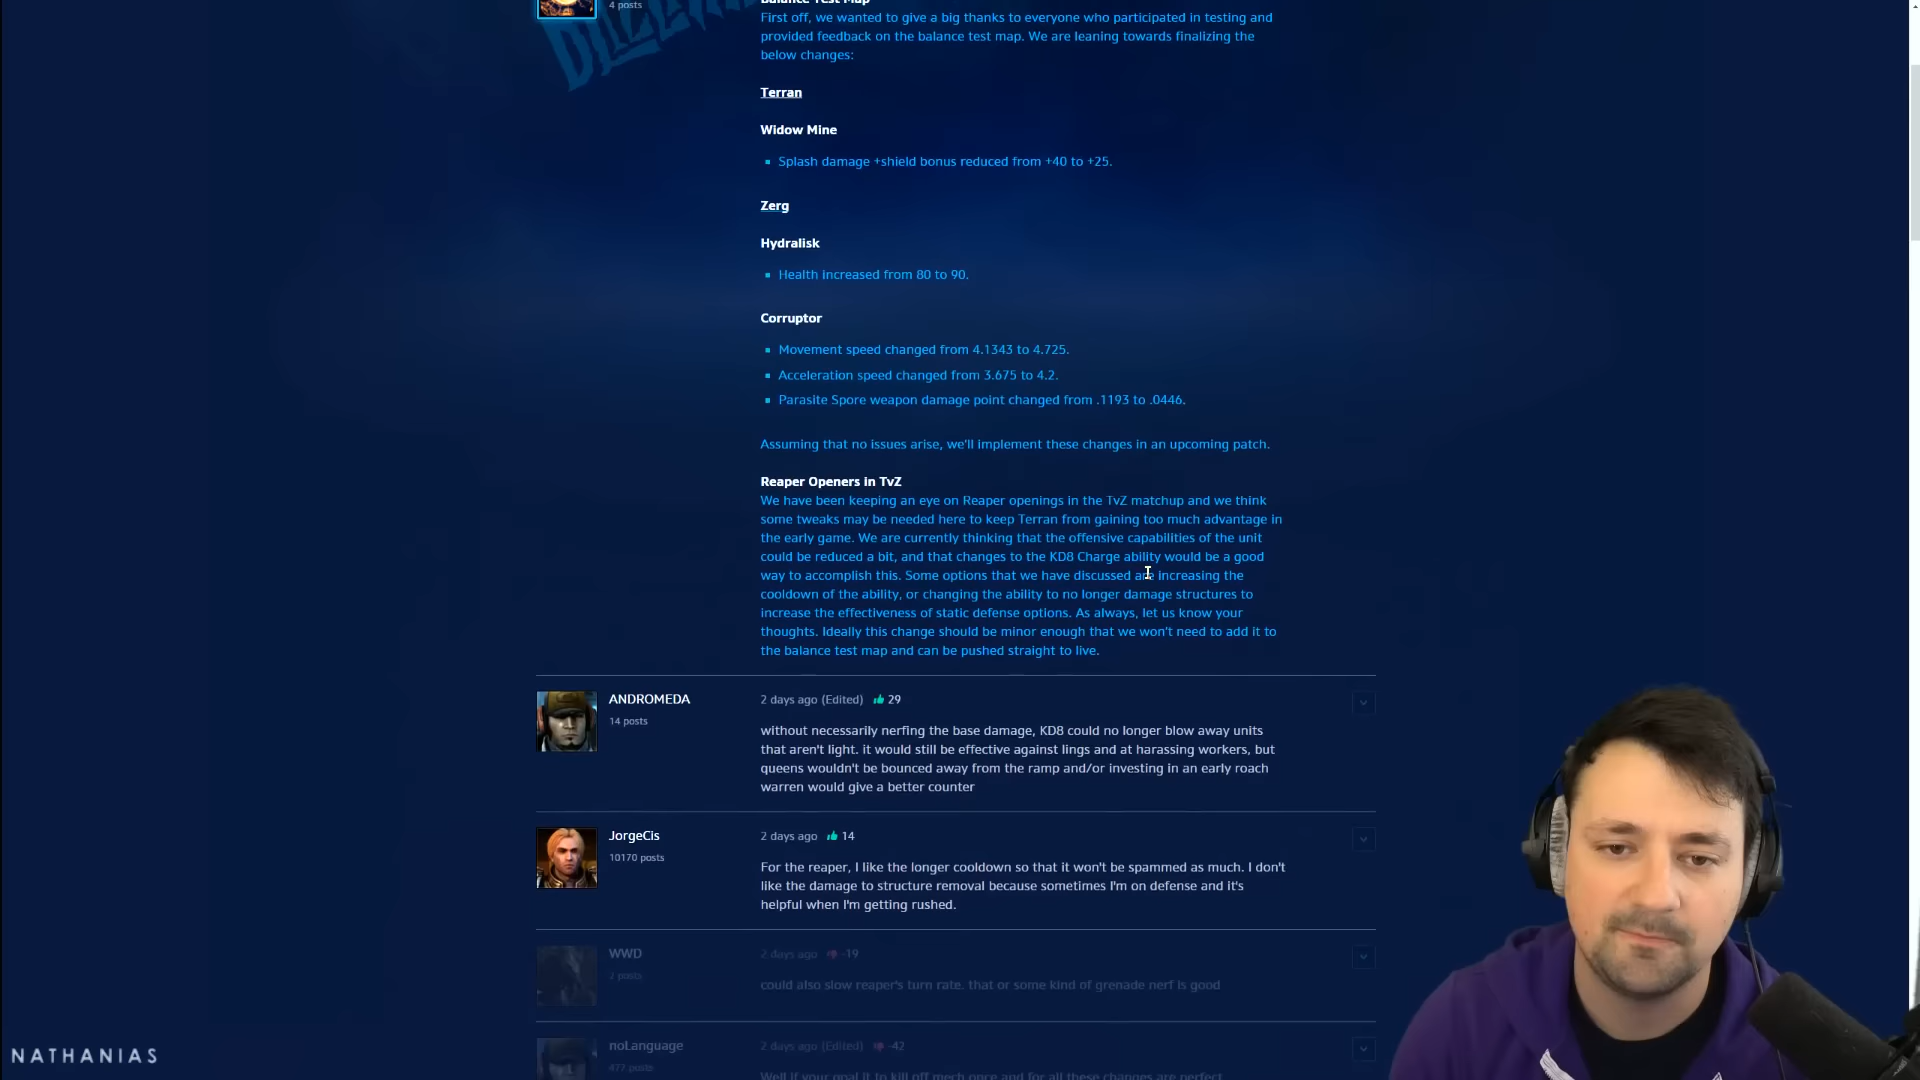 4 posts
Balance Test Map
First off, we wanted to give a big thanks to everyone who participated in testing and
provided feedback on the balance test map. We are leaning towards finalizing the
below changes:
Terran
Widow Mine
Splash damage +shield bonus reduced from +40 to +25.
Zerg
Hydralisk
Health increased from 80 to 90.
Corruptor
Movement speed changed from 4.1343 to 4.725.
Acceleration speed changed from 3.675 to 4.2.
Parasite Spore weapon damage point changed from .1193 to .0446.
Assuming that no issues arise, we'll implement these changes in an upcoming patch.
Reaper Openers in TvZ
We have been keeping an eye on Reaper openings in the TvZ matchup and we think
some tweaks may be needed here to keep Terran from gaining too much advantage in
the early game. We are currently thinking that the offensive capabilities of the unit
could be reduced a bit, and that changes to the KD8 Charge ability would be a good
way to accomplish this. Some options that we have discussed are increasing the
cooldown of the ability, or changing the ability to no longer damage structures to
increase the effectiveness of static defense options. As always, let us know your
thoughts. Ideally this change should be minor enough that we won't need to add it to
the balance test map and can be pushed straight to live.
ANDROMEDA
14 posts
2 days ago (Edited) 29
without necessarily nerfing the base damage, KD8 could no longer blow away units
that aren't light. it would still be effective against lings and at harassing workers, but
queens wouldn't be bounced away from the ramp and/or investing in an early roach
warren would give a better counter
JorgeCis
10170 posts
2 days ago 14
For the reaper, I like the longer cooldown so that it won't be spammed as much. I don't
like the damage to structure removal because sometimes I'm on defense and it's
helpful when I'm getting rushed.
WWD
2 posts
2 days ago -19
could also slow reaper's turn rate. that or some kind of grenade nerf is good
noLanguage
477 posts
2 days ago (Edited) -42
Well if your goal it to kill off mech once and for all these changes are perfect
NATHANIAS